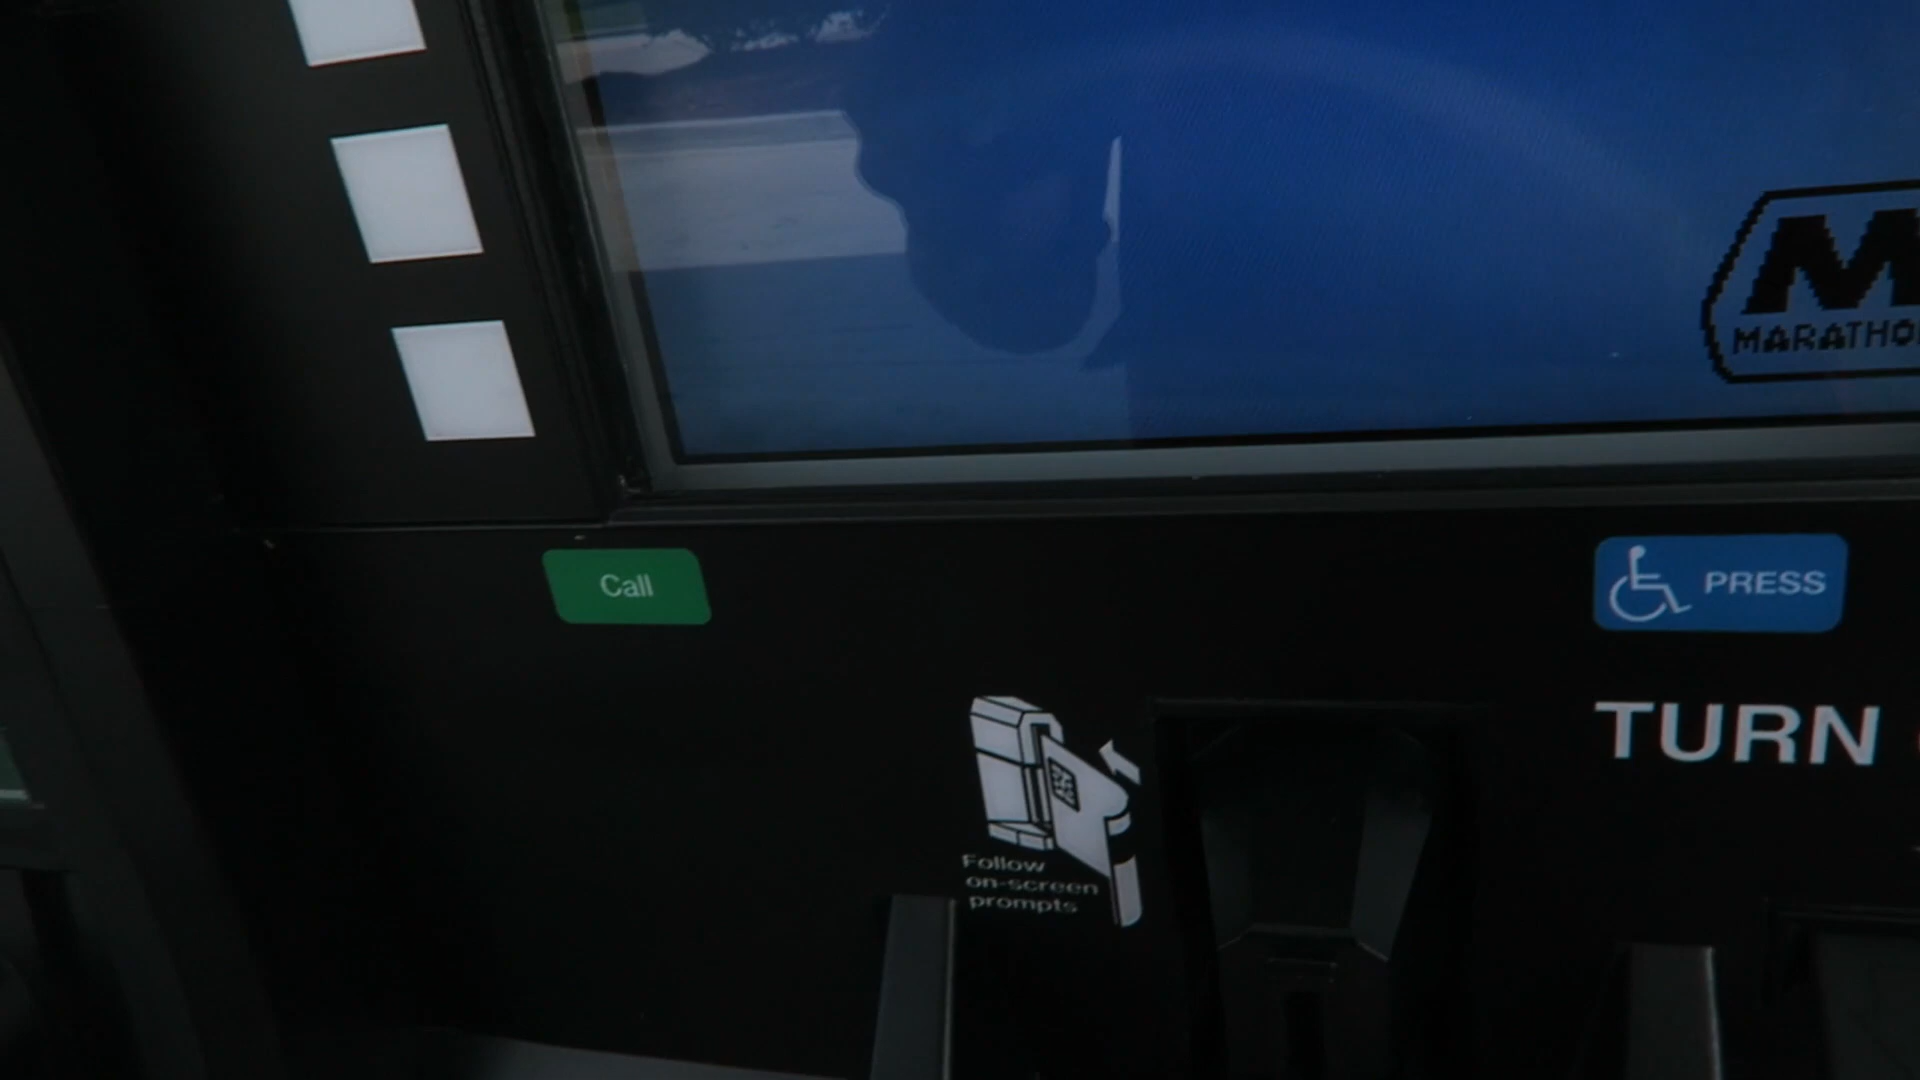 M
MARATHO
Call
PRESS
TURN
Follow
on-screen
prompts